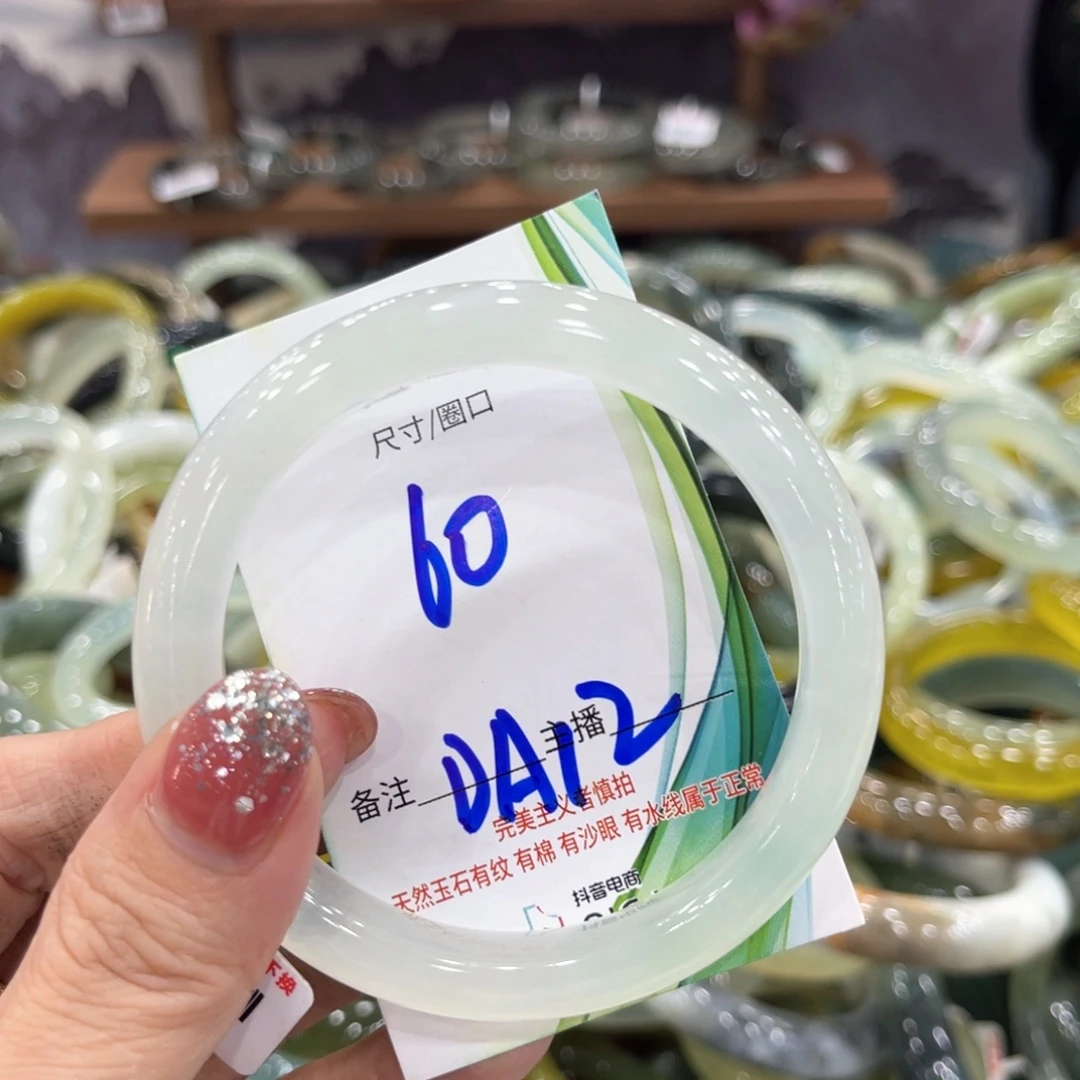 尺寸/圈口
60
备注 DA12 主播
完美主义者慎拍
天然玉石有纹 有棉 有沙眼 有水线属于正常
抖音电商